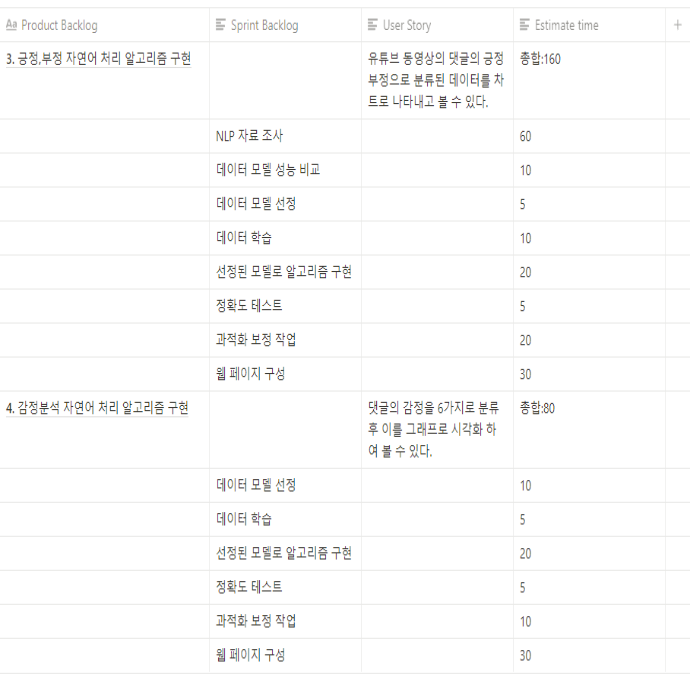 Aa Product Backlog Sprint Backlog User Story Estimate time +
3. 긍정,부정 자연어 처리 알고리즘 구현 유튜브 동영상의 댓글의 긍정 총합:160
부정으로 분류된 데이터를 차
트로 나타내고 볼 수 있다.
NLP 자료 조사 60
데이터 모델 성능 비교 10
데이터 모델 선정 5
데이터 학습 10
선정된 모델로 알고리즘 구현 20
정확도 테스트 5
과적화 보정 작업 20
웹 페이지 구성 30
4. 감정분석 자연어 처리 알고리즘 구현 댓글의 감정을 6가지로 분류 총합:80
후 이를 그래프로 시각화 하
여 볼 수 있다.
데이터 모델 선정 10
데이터 학습 5
선정된 모델로 알고리즘 구현 20
정확도 테스트 5
과적화 보정 작업 10
웹 페이지 구성 30